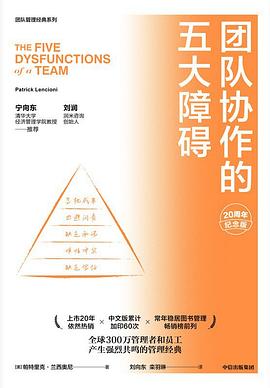 团队管理经典系列
THE FIVE
DYSFUNCTIONS
of a TEAM
Patrick Lencioni
宁向东
清华大学
经济管理学院教授
刘润
润米咨询
创始人
——推荐
团队协作的
五大障碍
20周年
纪念版
缺乏信任
上市20年
依然热销
×
中文版累计
加印60次
×
常年稳居图书管理
畅销榜前列
全球300万管理者和员工
产生强烈共鸣的管理经典
[美]帕特里克·兰西奥尼
刘向东
中信出版集团